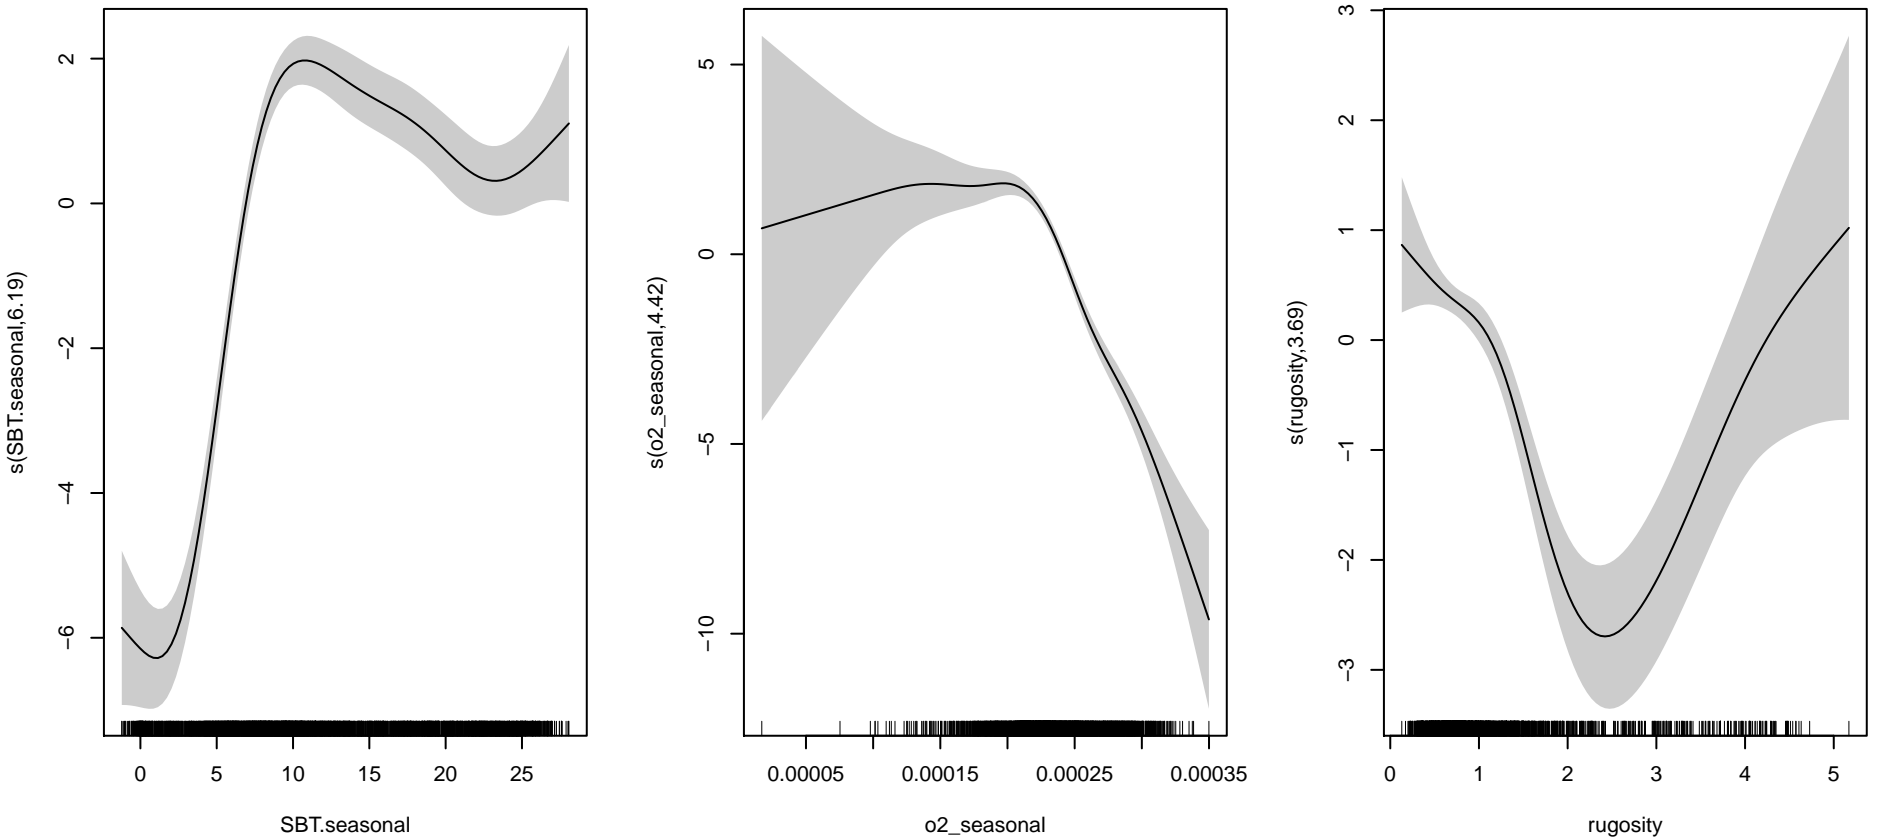 s(SBT.seasonal,6.19)
2
0
−2
−4
−6
0 5 10 15 20 25
SBT.seasonal
s(o2_seasonal,4.42)
5
0
−5
−10
0.00005 0.00015 0.00025 0.00035
o2_seasonal
s(rugosity,3.69)
3
2
1
0
−1
−2
−3
0 1 2 3 4 5
rugosity